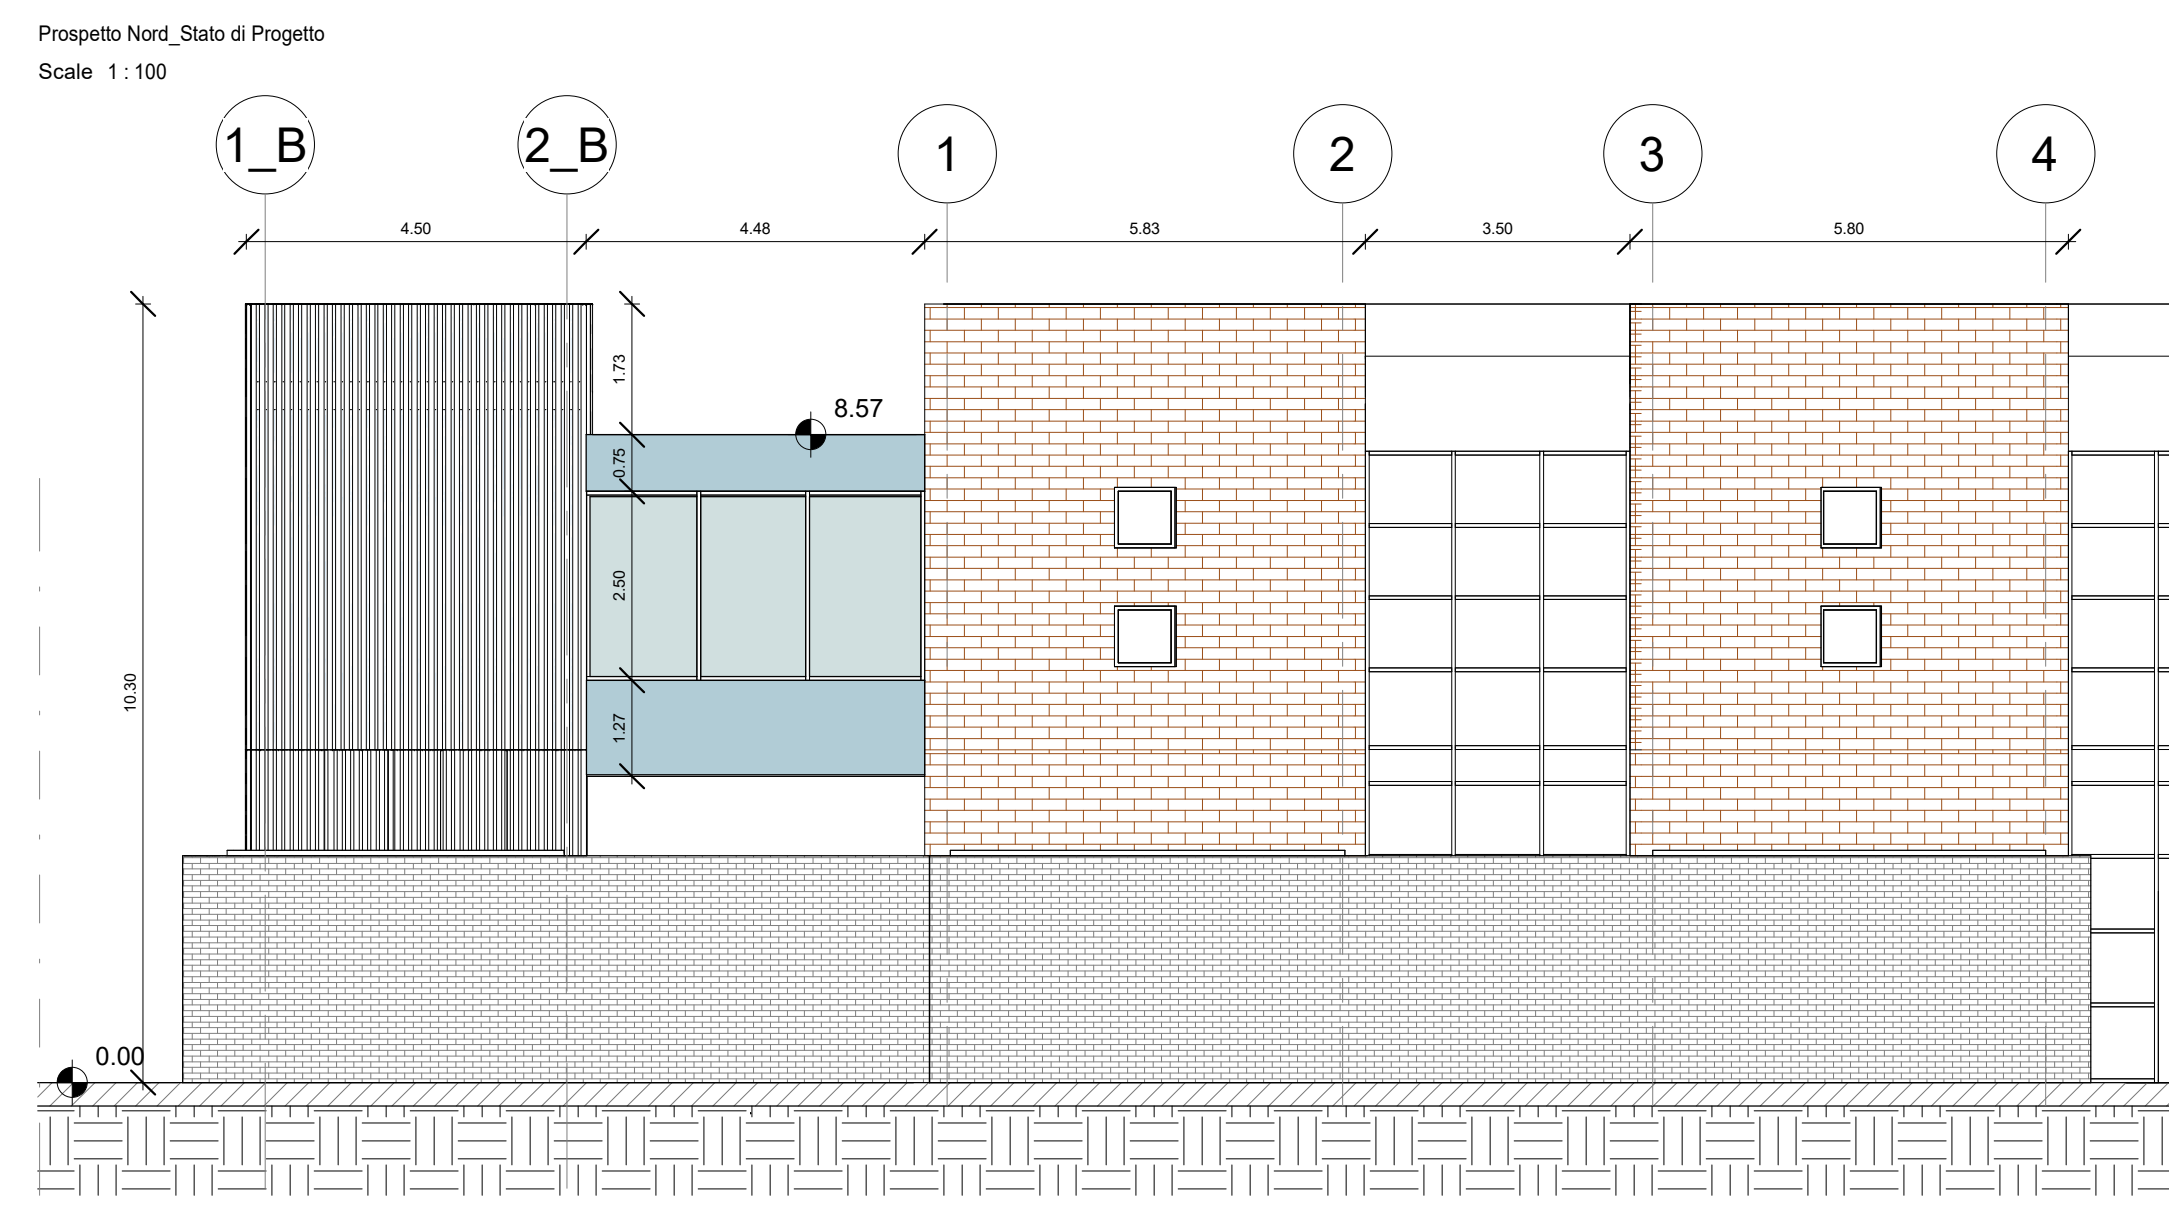 Prospetto Nord_Stato di Progetto
Scale 1 : 100
1_B 2_B 1 2 3 4
4.50 4.48 5.83 3.50 5.80
1.73
8.57
0.75
2.50
10.30
1.27
0.00